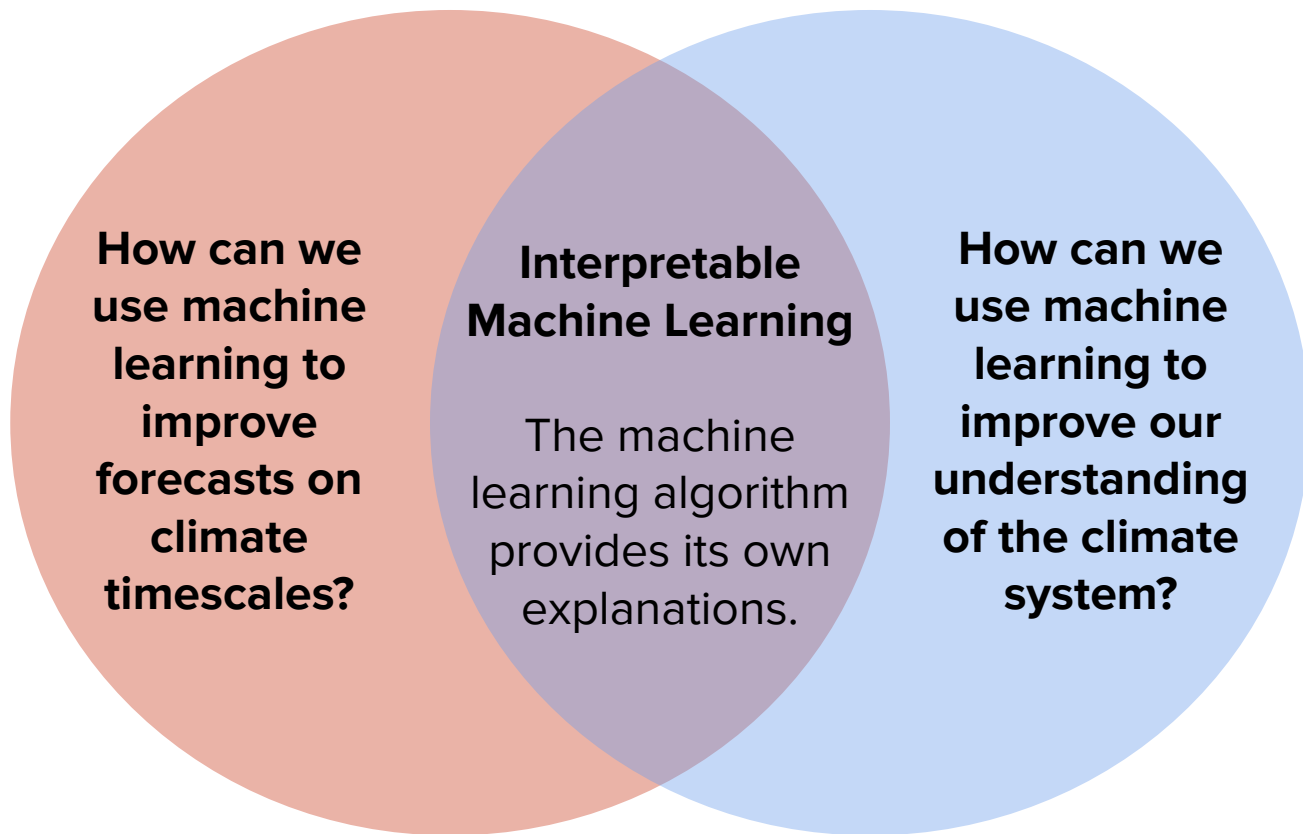 How can we
use machine
learning to
improve
forecasts on
climate
timescales?
Interpretable
Machine Learning
The machine
learning algorithm
provides its own
explanations.
How can we
use machine
learning to
improve our
understanding
of the climate
system?